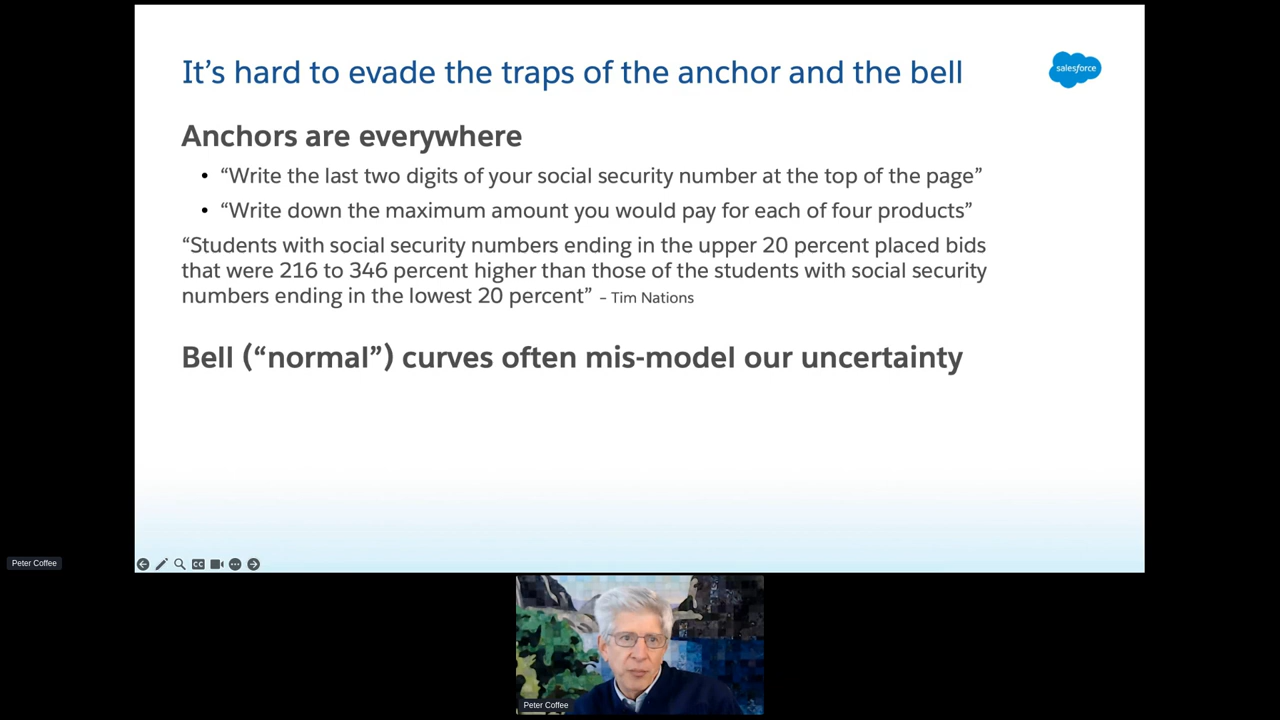 It’s hard to evade the traps of the anchor and the bell
salesforce
Anchors are everywhere
• “Write the last two digits of your social security number at the top of the page”
• “Write down the maximum amount you would pay for each of four products”
“Students with social security numbers ending in the upper 20 percent placed bids
that were 216 to 346 percent higher than those of the students with social security
numbers ending in the lowest 20 percent” – Tim Nations
Bell (“normal”) curves often mis-model our uncertainty
Peter Coffee
CC
Peter Coffee